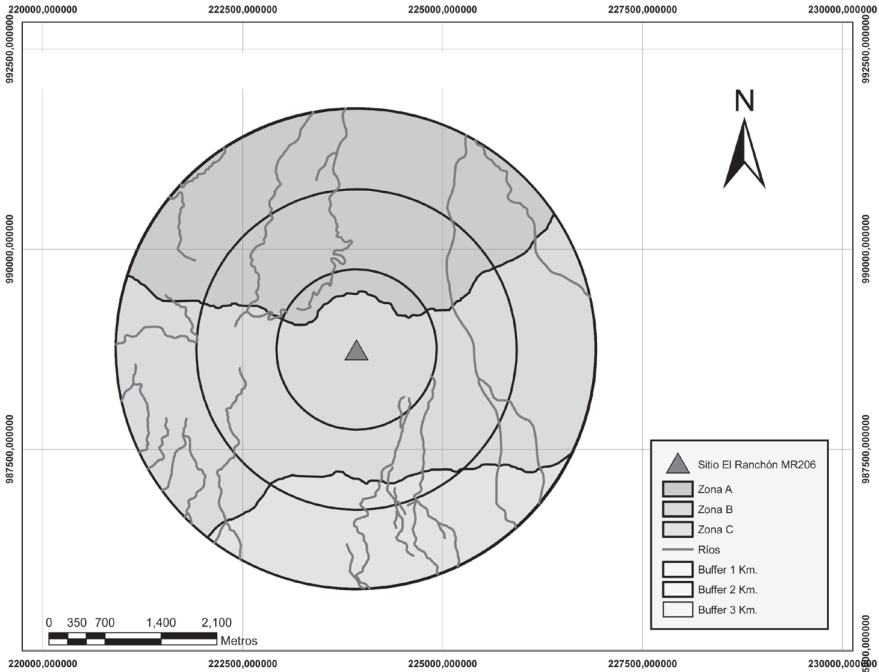 220000,000000 222500,000000 225000,000000 227500,000000 230000,000000
992500,000000 992500,000000
N
990000,000000 990000,000000
987500,000000 987500,000000
Sitio El Ranchón MR206
Zona A
Zona B
Zona C
Ríos
Buffer 1 Km.
Buffer 2 Km.
Buffer 3 Km.
0 350 700 1,400 2,100
Metros
220000,000000 222500,000000 225000,000000 227500,000000 230000,000000